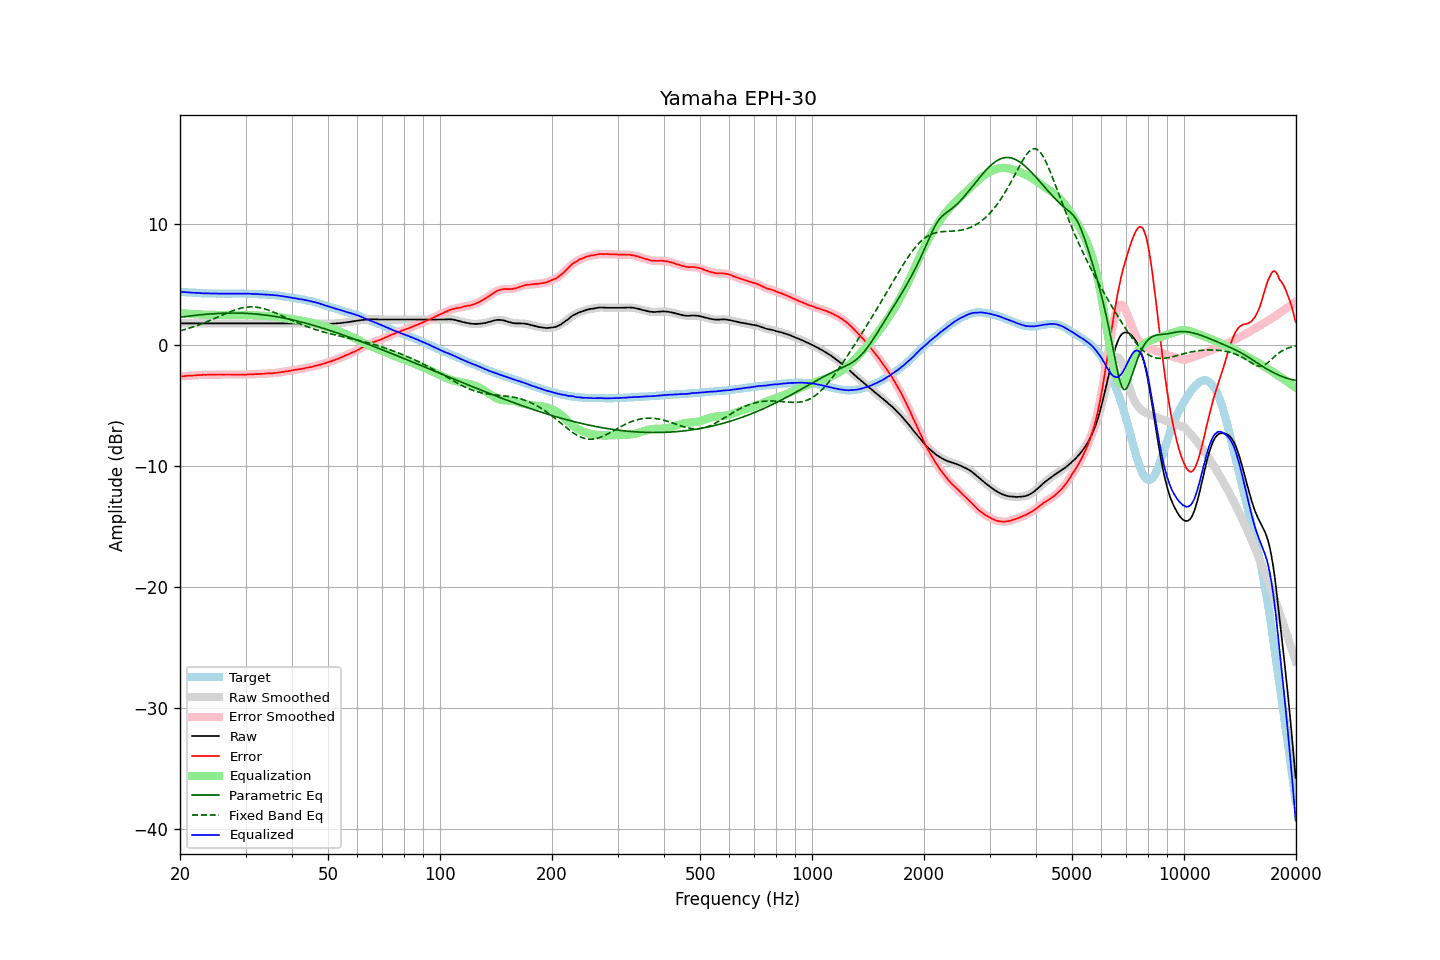 Yamaha EPH-30
Amplitude (dBr)
10
0
−10
−20
−30
−40
Target
Raw Smoothed
Error Smoothed
Raw
Error
Equalization
Parametric Eq
Fixed Band Eq
Equalized
20 50 100 200 500 1000 2000 5000 10000 20000
Frequency (Hz)